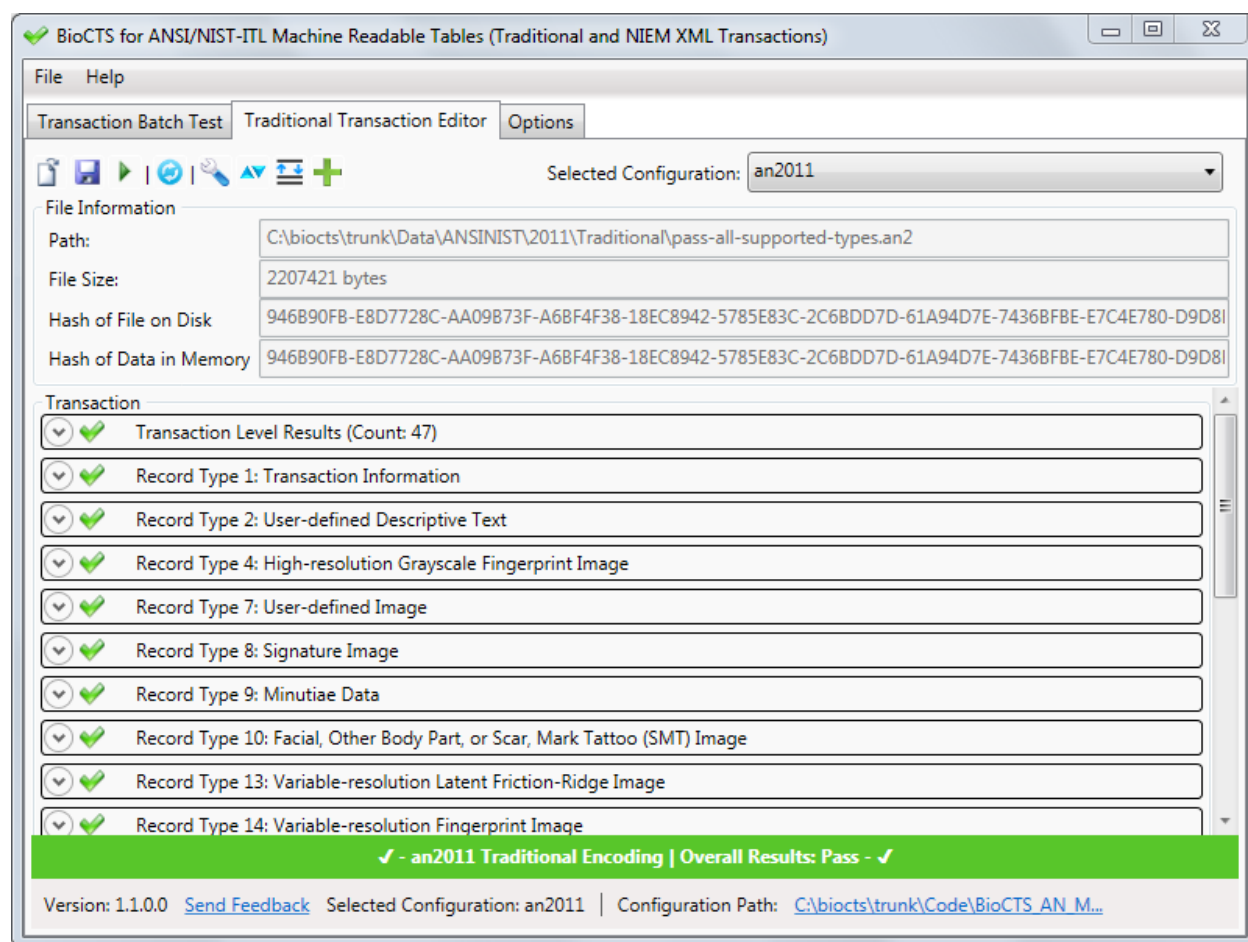 BioCTS for ANSI/NIST-ITL Machine Readable Tables (Traditional and NIEM XML Transactions)
File Help
Transaction Batch Test Traditional Transaction Editor Options
Selected Configuration: an2011
File Information
Path: C:\biocts\trunk\Data\ANSINIST\2011\Traditional\pass-all-supported-types.an2
File Size: 2207421 bytes
Hash of File on Disk 946B90FB-E8D7728C-AA09B73F-A6BF4F38-18EC8942-5785E83C-2C6BDD7D-61A94D7E-7436BFBE-E7C4E780-D9D8
Hash of Data in Memory 946B90FB-E8D7728C-AA09B73F-A6BF4F38-18EC8942-5785E83C-2C6BDD7D-61A94D7E-7436BFBE-E7C4E780-D9D8
Transaction
Transaction Level Results (Count: 47)
Record Type 1: Transaction Information
Record Type 2: User-defined Descriptive Text
Record Type 4: High-resolution Grayscale Fingerprint Image
Record Type 7: User-defined Image
Record Type 8: Signature Image
Record Type 9: Minutiae Data
Record Type 10: Facial, Other Body Part, or Scar, Mark Tattoo (SMT) Image
Record Type 13: Variable-resolution Latent Friction-Ridge Image
Record Type 14: Variable-resolution Fingerprint Image
✓ - an2011 Traditional Encoding | Overall Results: Pass - ✓
Version: 1.1.0.0 Send Feedback Selected Configuration: an2011 | Configuration Path: C:\biocts\trunk\Code\BioCTS_AN_M...